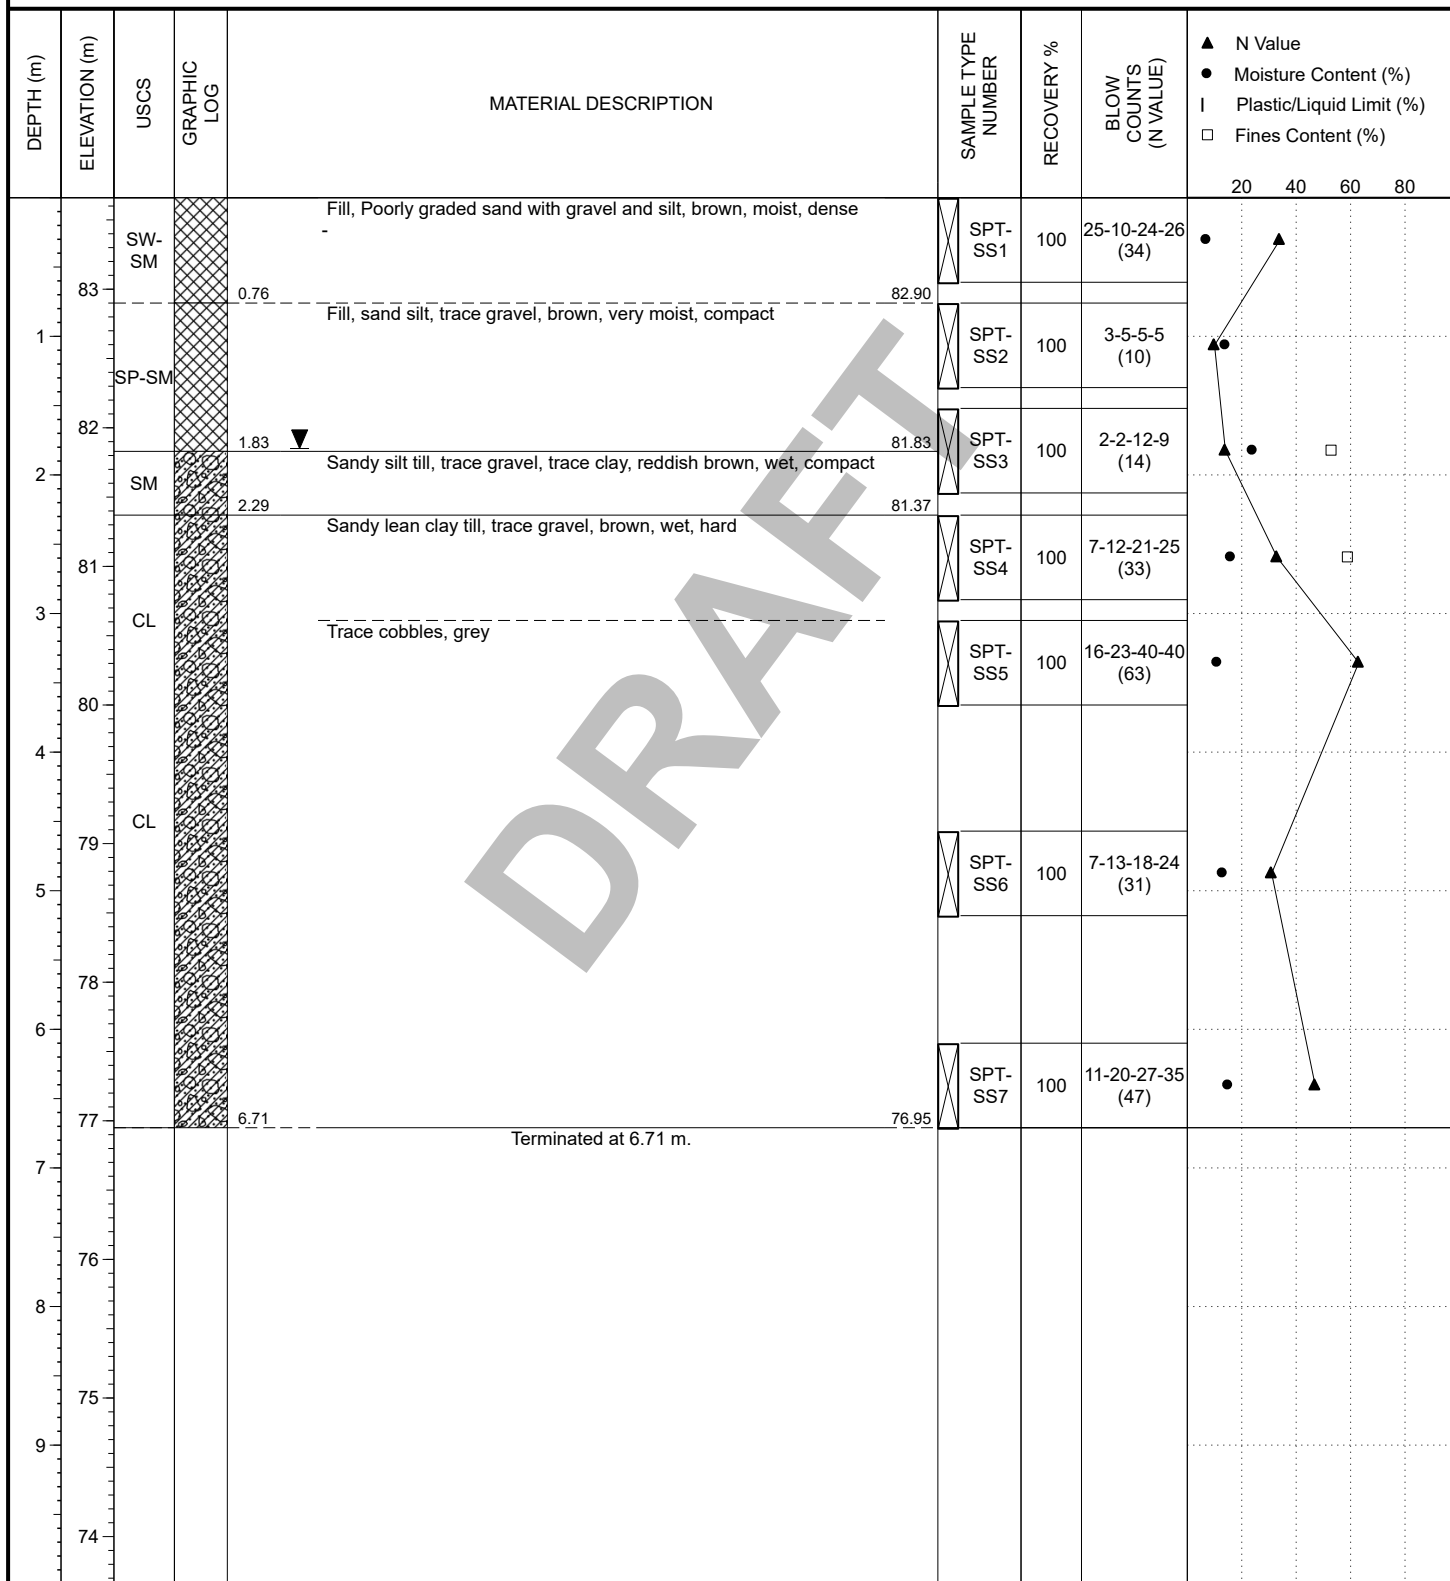 DEPTH (m)
ELEVATION (m)
USCS
GRAPHIC
LOG
MATERIAL DESCRIPTION
SAMPLE TYPE
NUMBER
RECOVERY %
BLOW
COUNTS
(N VALUE)
N Value
Moisture Content (%)
Plastic/Liquid Limit (%)
Fines Content (%)
20 40 60 80
Fill, Poorly graded sand with gravel and silt, brown, moist, dense
-
SW-
SM
SPT-
SS1
100
25-10-24-26
(34)
83
0.76
82.90
Fill, sand silt, trace gravel, brown, very moist, compact
1
SPT-
SS2
100
3-5-5-5
(10)
SP-SM
82
1.83
81.83
SPT-
SS3
100
2-2-12-9
(14)
Sandy silt till, trace gravel, trace clay, reddish brown, wet, compact
2
SM
2.29
81.37
Sandy lean clay till, trace gravel, brown, wet, hard
SPT-
SS4
100
7-12-21-25
(33)
81
3
CL
Trace cobbles, grey
SPT-
SS5
100
16-23-40-40
(63)
80
4
CL
79
SPT-
SS6
100
7-13-18-24
(31)
5
78
6
SPT-
SS7
100
11-20-27-35
(47)
77
6.71
76.95
Terminated at 6.71 m.
7
76
8
75
9
74
DRAFT